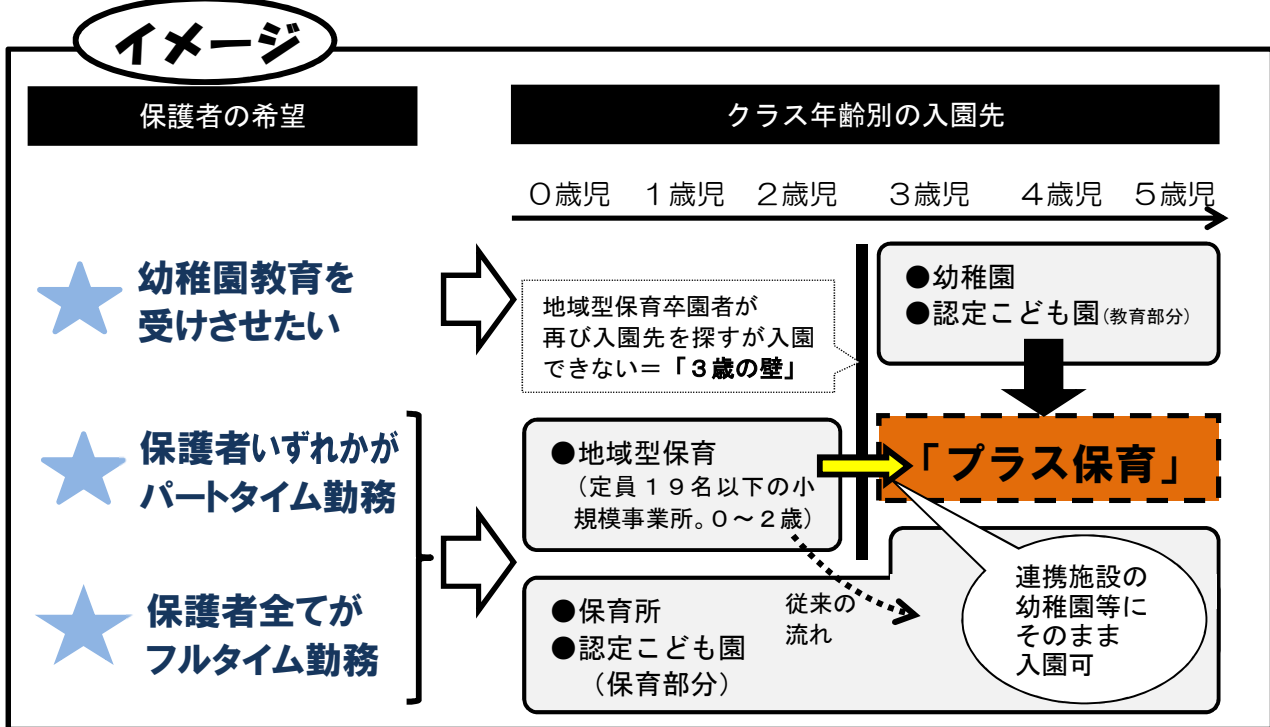 イメージ
保護者の希望
クラス年齢別の入園先
０歳児 １歳児 ２歳児 ３歳児 ４歳児 ５歳児
幼稚園教育を
受けさせたい
地域型保育卒園者が
再び入園先を探すが入園
できない＝「３歳の壁」
●幼稚園
●認定こども園(教育部分)
保護者いずれかが
パートタイム勤務
●地域型保育
（定員１９名以下の小
規模事業所。０～２歳）
「プラス保育」
保護者全てが
フルタイム勤務
●保育所
●認定こども園
（保育部分）
従来の
流れ
連携施設の
幼稚園等に
そのまま
入園可